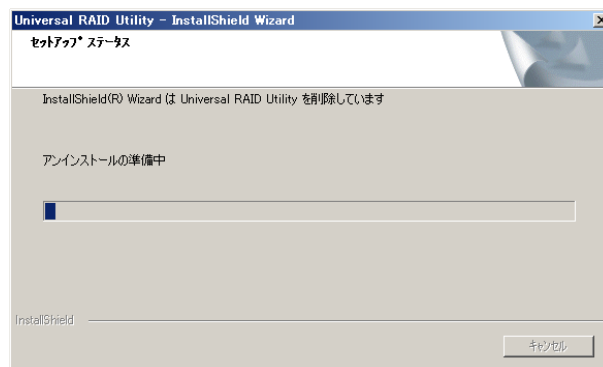 Universal RAID Utility - InstallShield Wizard
セットアップ ステータス
InstallShield(R) Wizard は Universal RAID Utility を削除しています
アンインストールの準備中
InstallShield
キャンセル